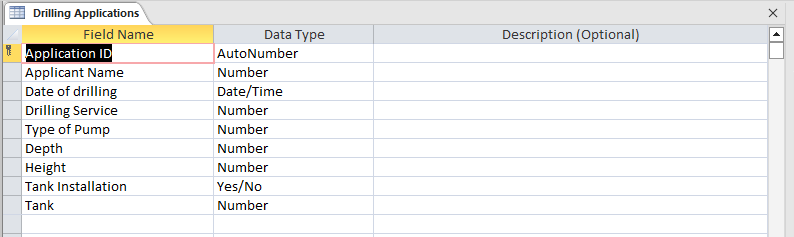 Drilling Applications
Field Name Data Type Description (Optional)
Application ID AutoNumber
Applicant Name Number
Date of drilling Date/Time
Drilling Service Number
Type of Pump Number
Depth Number
Height Number
Tank Installation Yes/No
Tank Number